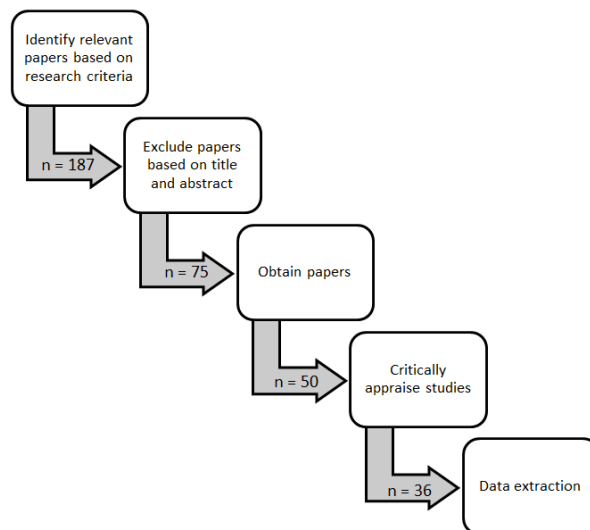 Identify relevant
papers based on
research criteria
n = 187
Exclude papers
based on title
and abstract
n = 75
Obtain papers
n = 50
Critically
appraise studies
n = 36
Data extraction